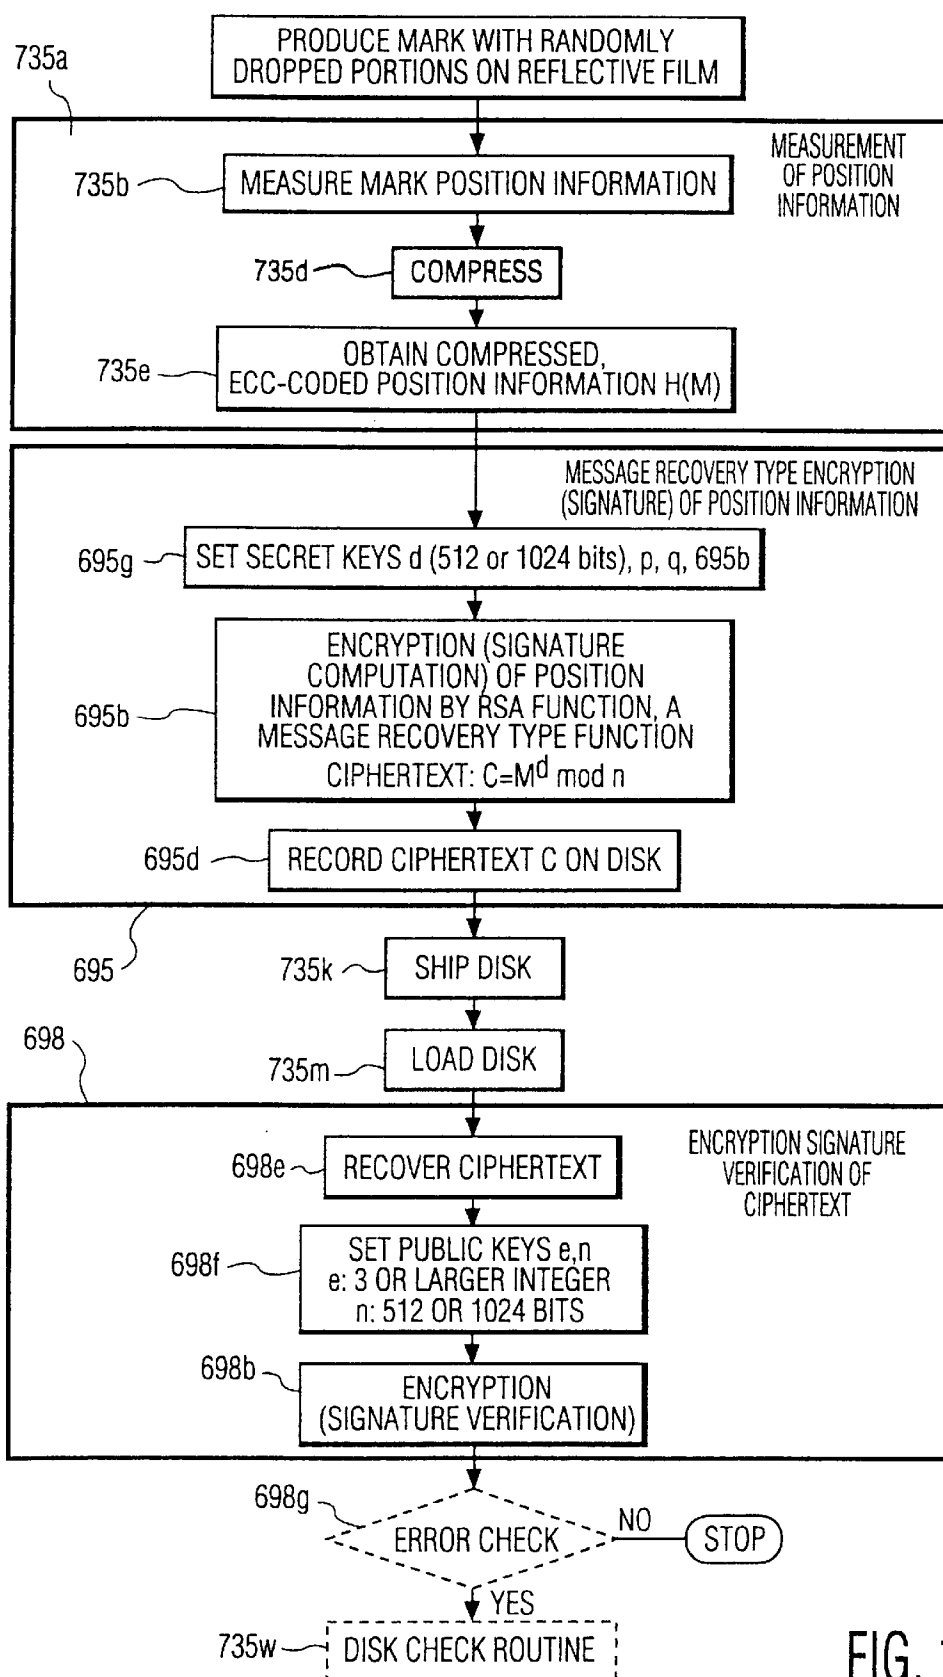 PRODUCE MARK WITH RANDOMLY
DROPPED PORTIONS ON REFLECTIVE FILM
735a
MEASUREMENT
OF POSITION
INFORMATION
735b
MEASURE MARK POSITION INFORMATION
735d
COMPRESS
735e
OBTAIN COMPRESSED,
ECC-CODED POSITION INFORMATION H(M)
MESSAGE RECOVERY TYPE ENCRYPTION
(SIGNATURE) OF POSITION INFORMATION
695g
SET SECRET KEYS d (512 or 1024 bits), p, q, 695b
695b
ENCRYPTION (SIGNATURE
COMPUTATION) OF POSITION
INFORMATION BY RSA FUNCTION, A
MESSAGE RECOVERY TYPE FUNCTION
CIPHERTEXT: C=M^d mod n
695d
RECORD CIPHERTEXT C ON DISK
695
735k
SHIP DISK
698
735m
LOAD DISK
ENCRYPTION SIGNATURE
VERIFICATION OF
CIPHERTEXT
698e
RECOVER CIPHERTEXT
698f
SET PUBLIC KEYS e,n
e: 3 OR LARGER INTEGER
n: 512 OR 1024 BITS
698b
ENCRYPTION
(SIGNATURE VERIFICATION)
698g
ERROR CHECK
NO
STOP
YES
735w
DISK CHECK ROUTINE
FIG.